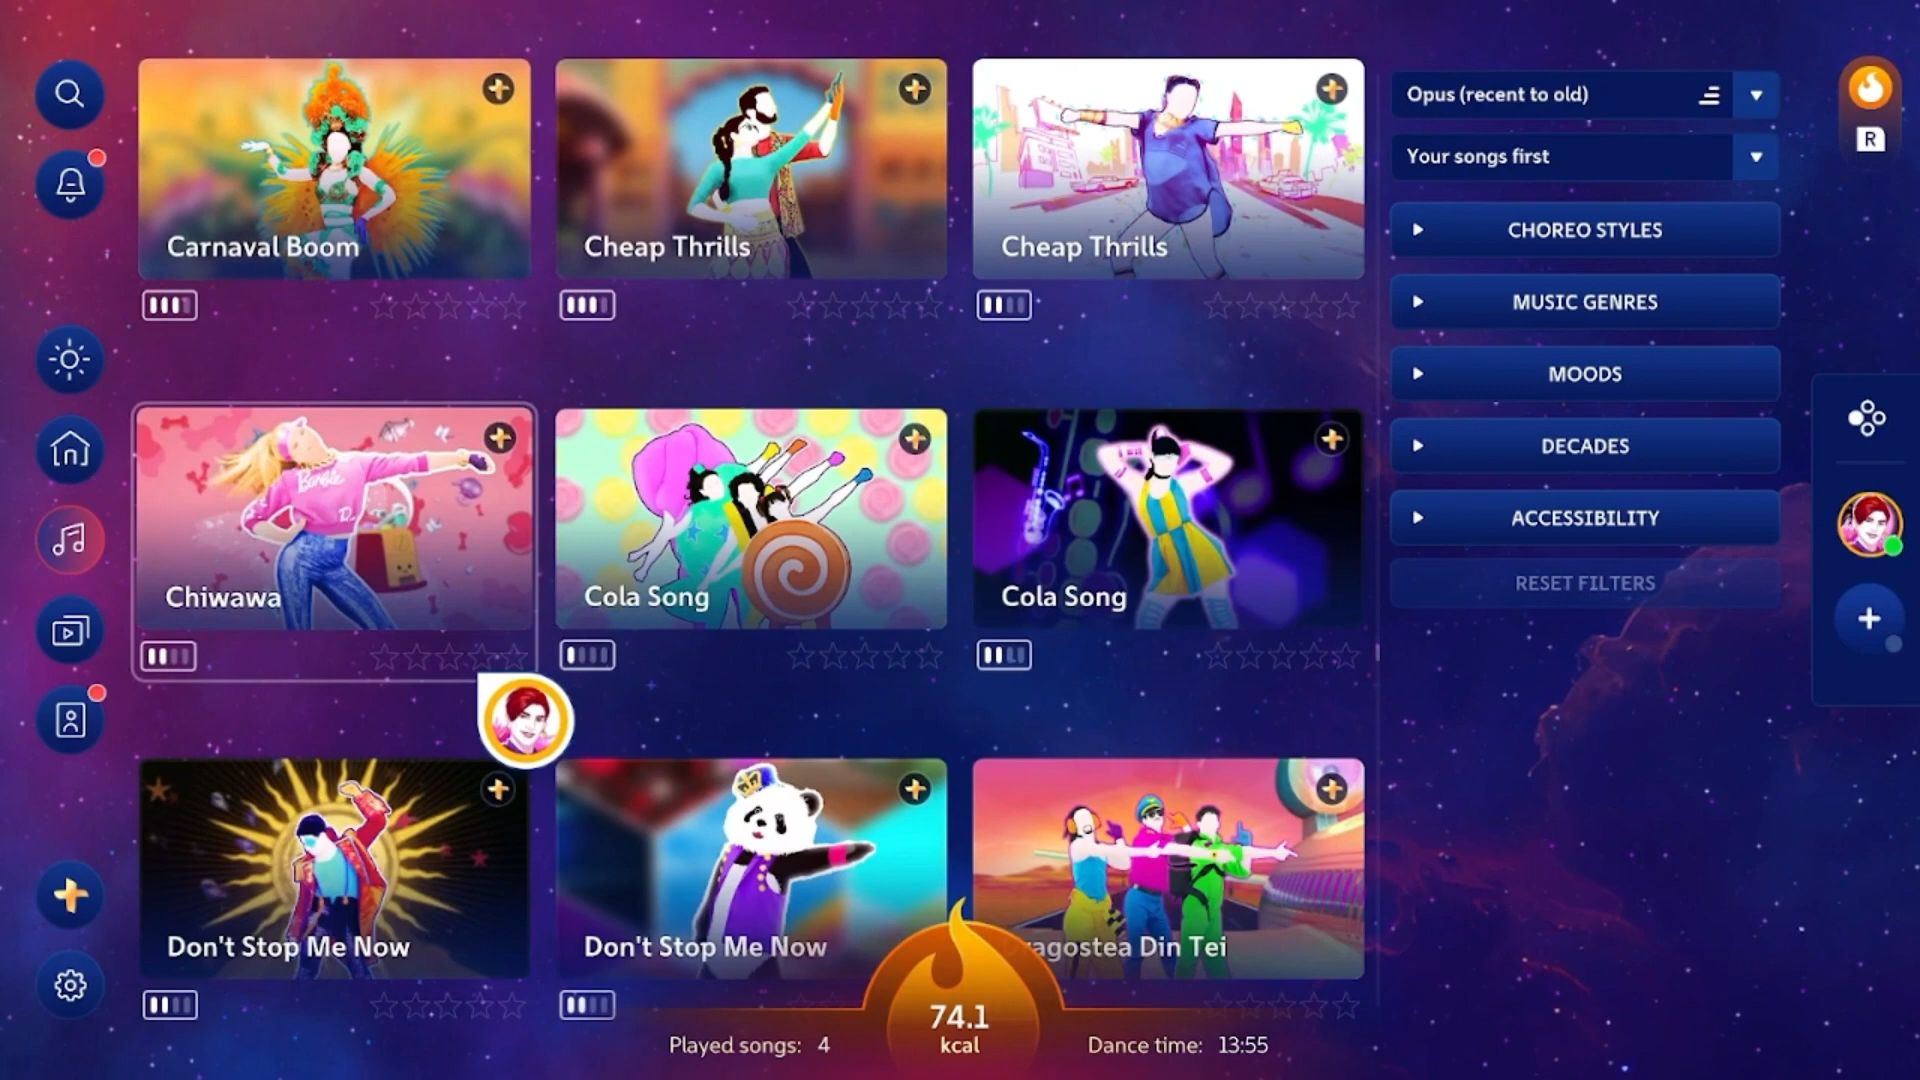 Carnaval Boom
Cheap Thrills
Cheap Thrills
Opus (recent to old)
Your songs first
R
CHOREO STYLES
MUSIC GENRES
MOODS
DECADES
ACCESSIBILITY
RESET FILTERS
Barbie
Chiwawa
Cola Song
Cola Song
Don't Stop Me Now
Don't Stop Me Now
agostea Din Tei
74.1
kcal
Played songs: 4
Dance time: 13:55